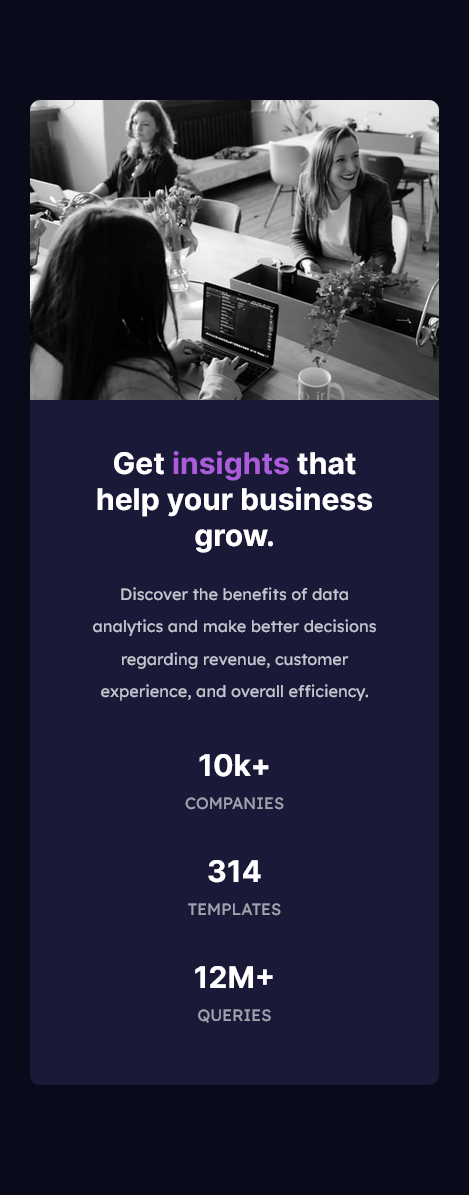 Get insights that
help your business
grow.
Discover the benefits of data
analytics and make better decisions
regarding revenue, customer
experience, and overall efficiency.
10k+
COMPANIES
314
TEMPLATES
12M+
QUERIES